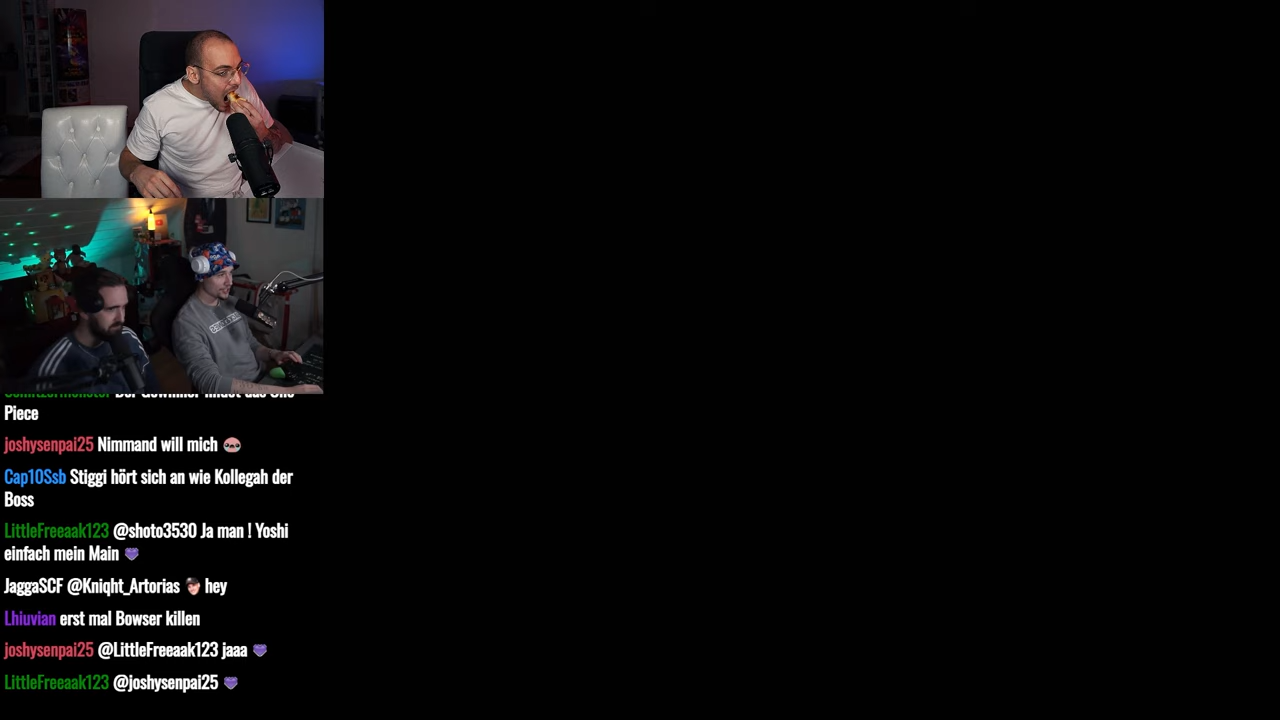 Piece
joshysenpai25 Nimmand will mich
Cap10Ssb Stiggi hört sich an wie Kollegah der
Boss
LittleFreeaak123 @shoto3530 Ja man ! Yoshi
einfach mein Main
JaggaSCF @Kniqht_Artorias hey
Lhiuvian erst mal Bowser killen
joshysenpai25 @LittleFreeaak123 jaaa
LittleFreeaak123 @joshysenpai25